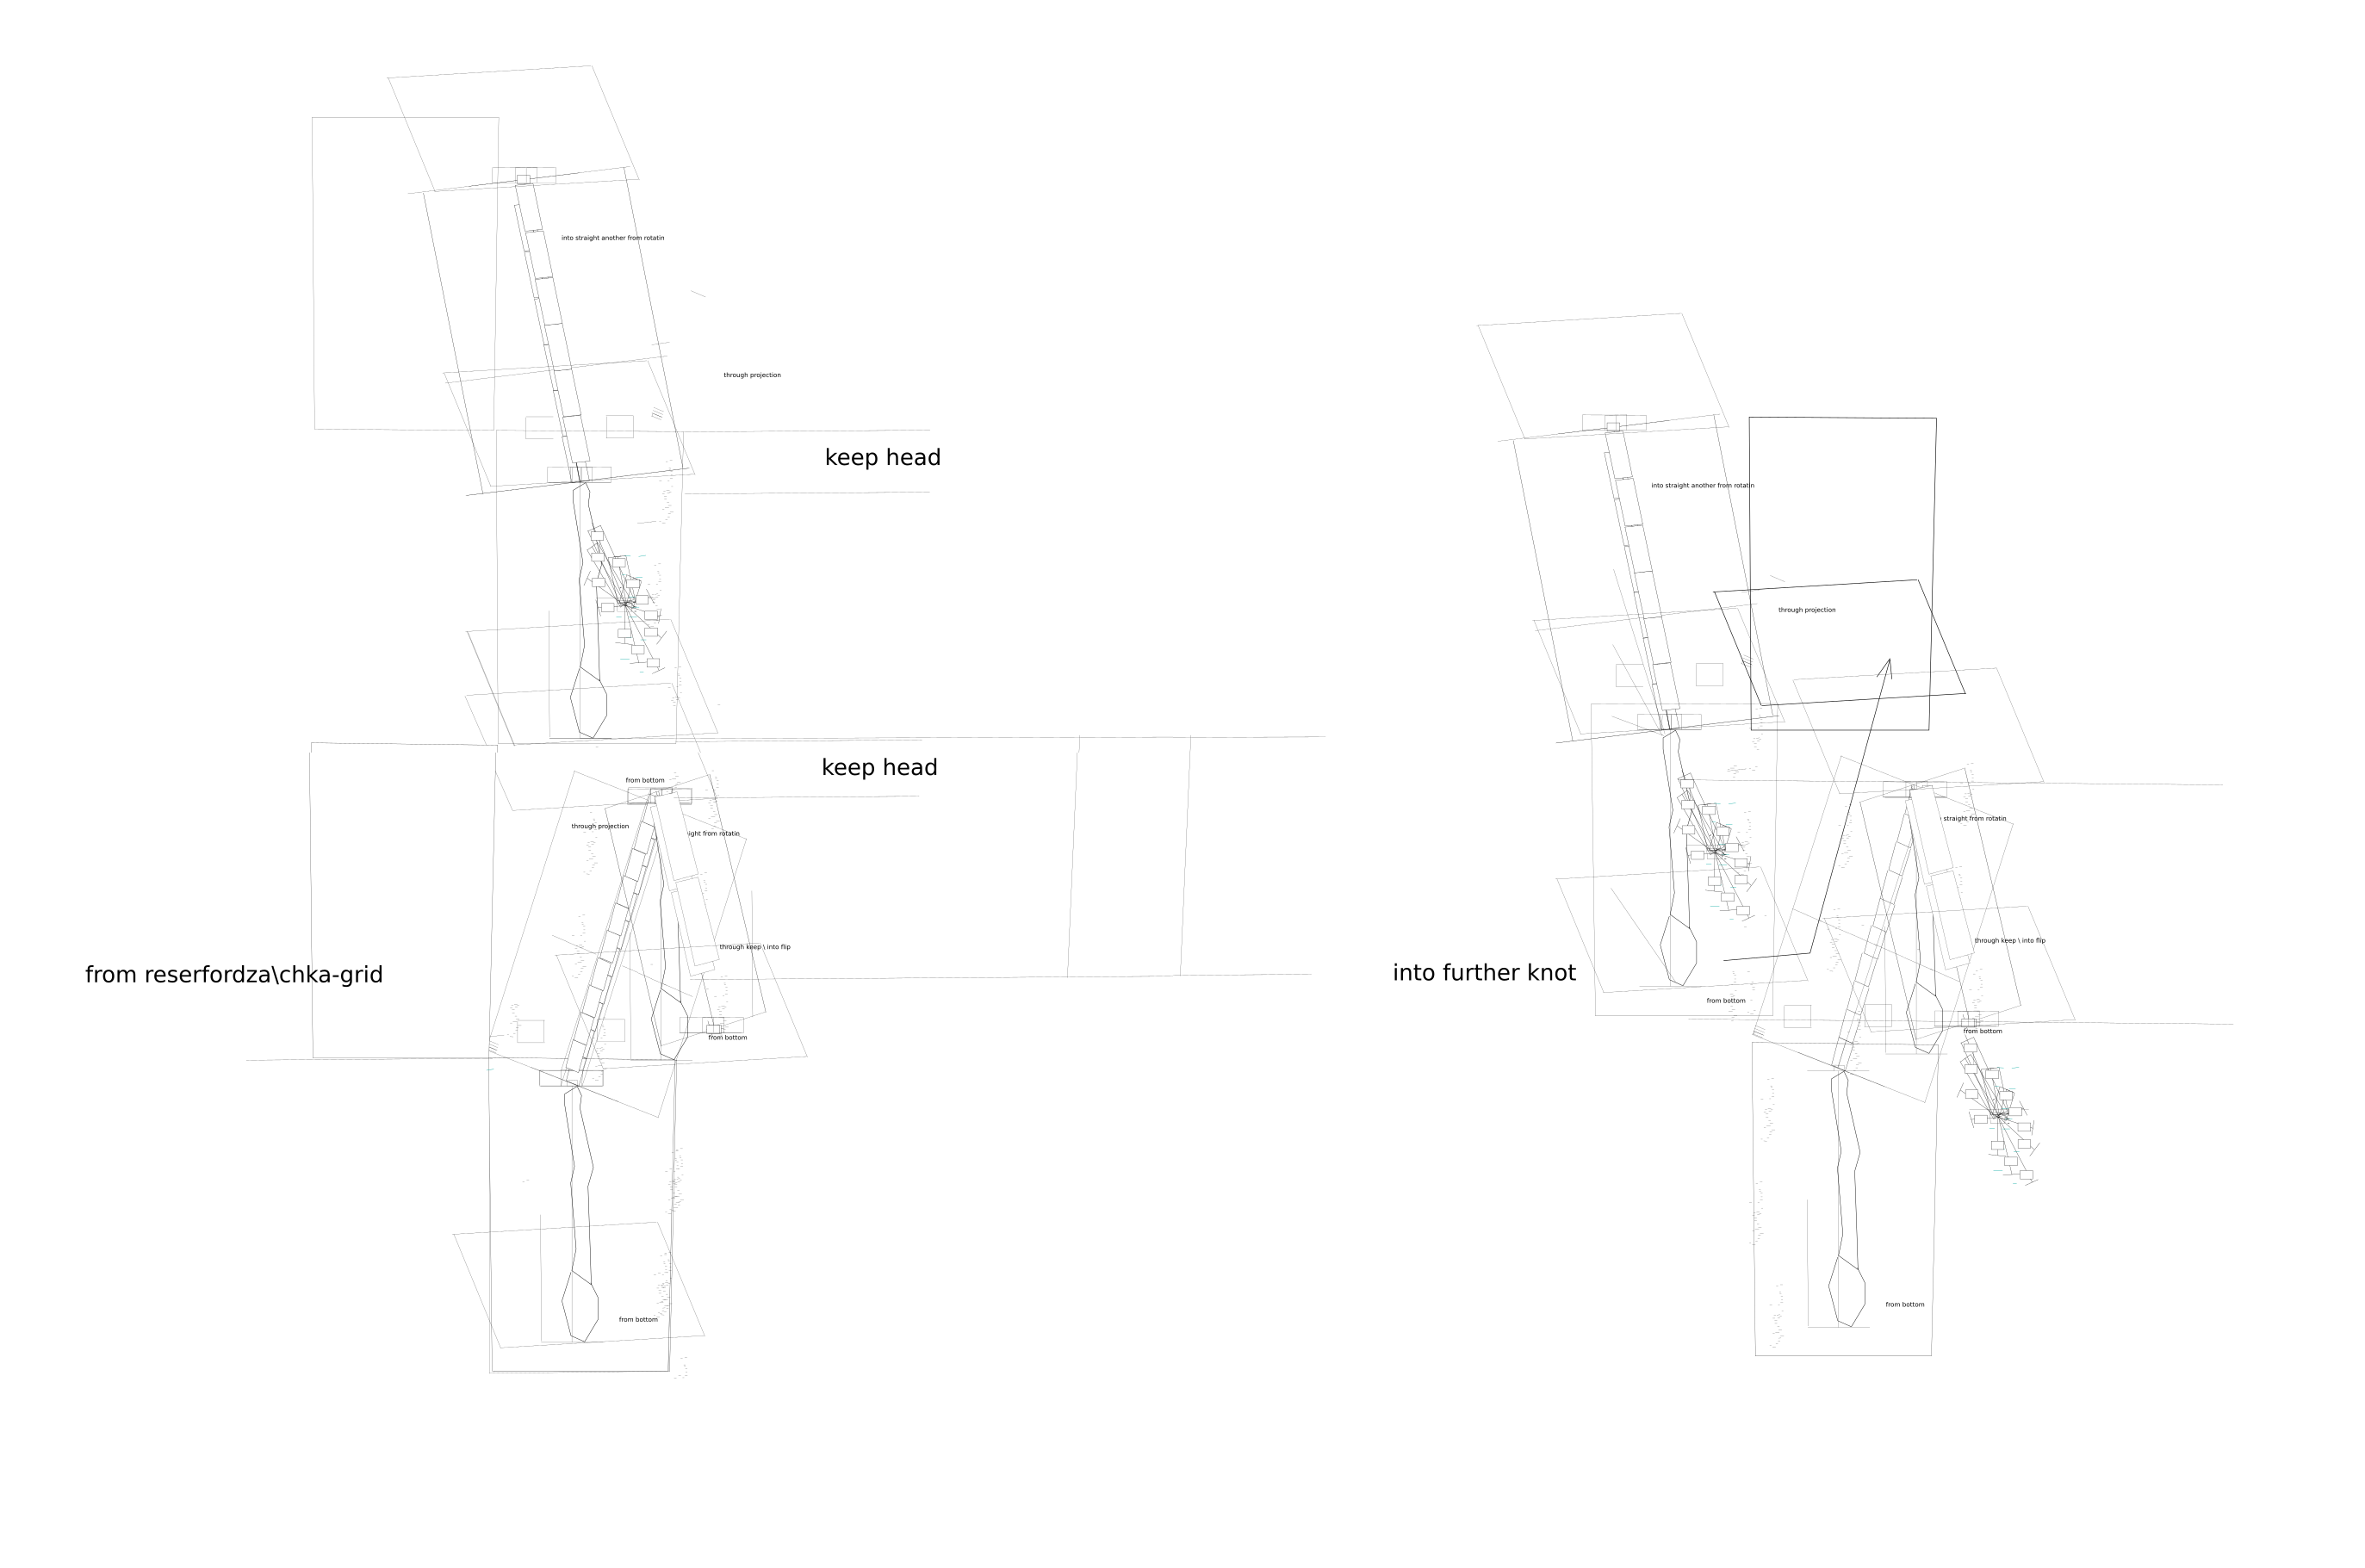 into straight another from rotatin
through projection
keep head
keep head
from bottom
through projection
ight from rotatin
through keep \ into flip
from reserfordza\chka-grid
from bottom
from bottom
into straight another from rotatin
through projection
straight from rotatin
through keep \ into flip
into further knot
from bottom
from bottom
from bottom